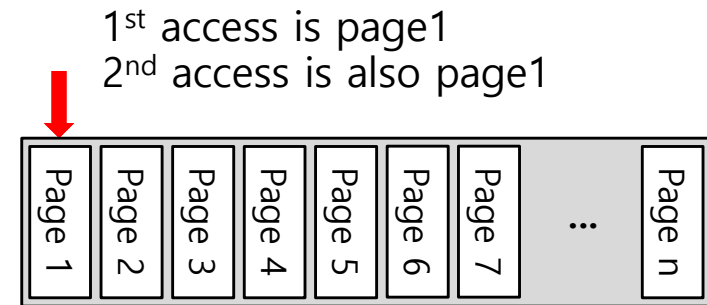 1st access is page1
2nd access is also page1
Page 1
Page 2
Page 3
Page 4
Page 5
Page 6
Page 7
...
Page n